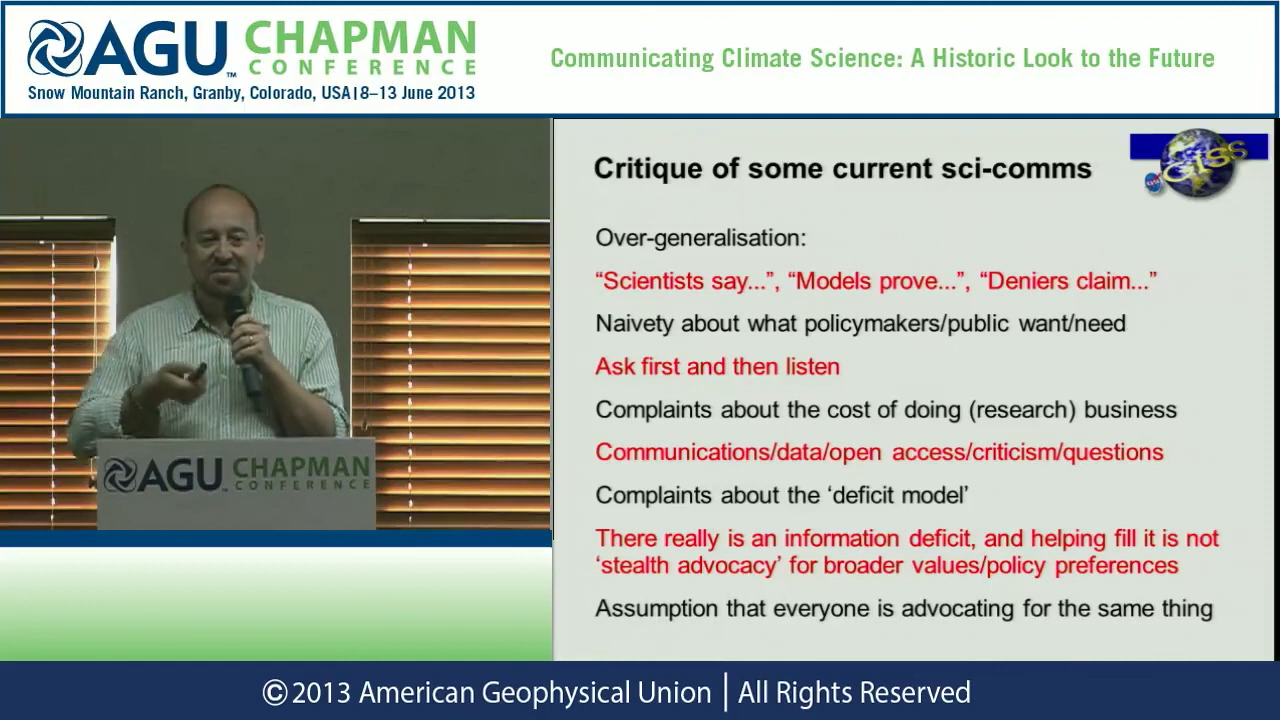 AGU CHAPMAN
CONFERENCE
™
Snow Mountain Ranch, Granby, Colorado, USA|8–13 June 2013
Communicating Climate Science: A Historic Look to the Future
AGU CHAPMAN
CONFERENCE
Critique of some current sci-comms
NASA
GISS
Over-generalisation:
“Scientists say...”, “Models prove...”, “Deniers claim...”
Naivety about what policymakers/public want/need
Ask first and then listen
Complaints about the cost of doing (research) business
Communications/data/open access/criticism/questions
Complaints about the ‘deficit model’
There really is an information deficit, and helping fill it is not
‘stealth advocacy’ for broader values/policy preferences
Assumption that everyone is advocating for the same thing
©2013 American Geophysical Union | All Rights Reserved